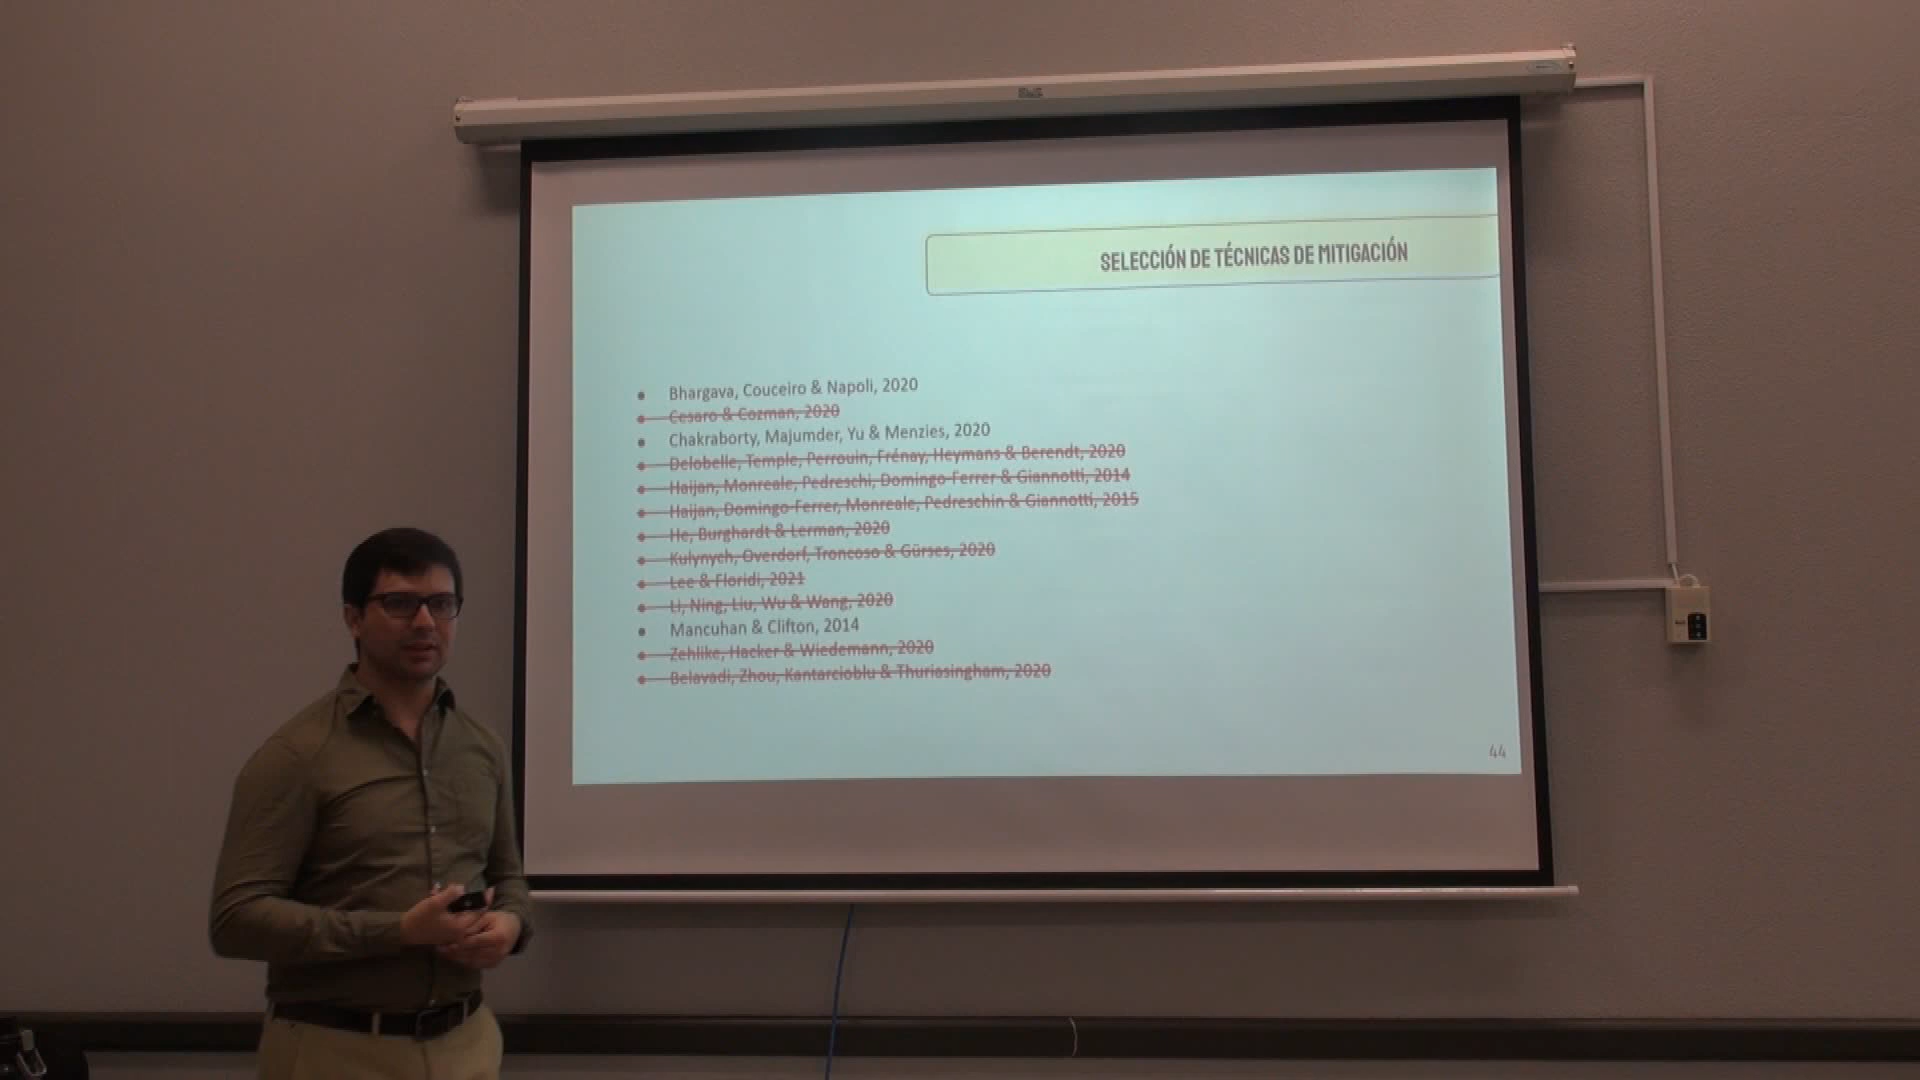 SELECCIÓN DE TÉCNICAS DE MITIGACIÓN
Bhargava, Couceiro & Napoli, 2020
Cesaro & Cozman, 2020
Chakraborty, Majumder, Yu & Menzies, 2020
Delobelle, Temple, Perrouin, Frénay, Heymans & Berendt, 2020
Haijan, Monreale, Pedreschi, Domingo-Ferrer & Giannotti, 2014
Haijan, Domingo-Ferrer, Monreale, Pedreschin & Giannotti, 2015
He, Burghardt & Lerman, 2020
Kulynych, Overdorf, Troncoso & Gürses, 2020
Lee & Floridi, 2021
Li, Ning, Liu, Wu & Wang, 2020
Mancuhan & Clifton, 2014
Zehlike, Hacker & Wiedemann, 2020
Belavadi, Zhou, Kantarcioblu & Thuriasingham, 2020
44